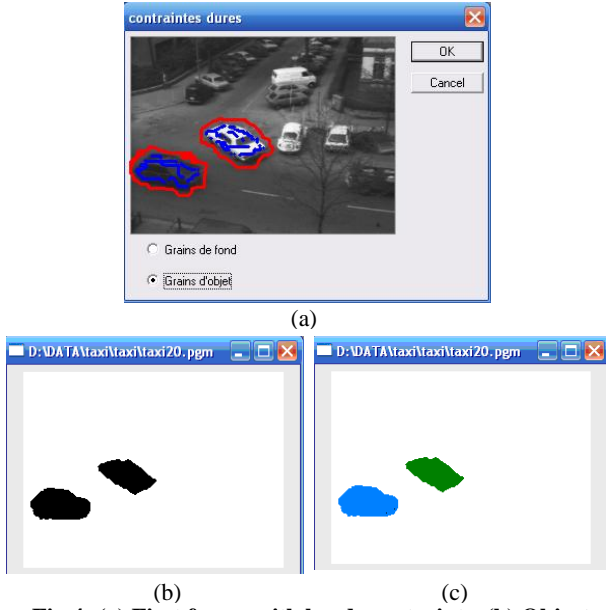 contraintes dures
OK
Cancel
Grains de fond
Grains d'objet
(a)
D:\DATA\taxi\taxi\taxi20.pgm
D:\DATA\taxi\taxi\taxi20.pgm
(b)
(c)